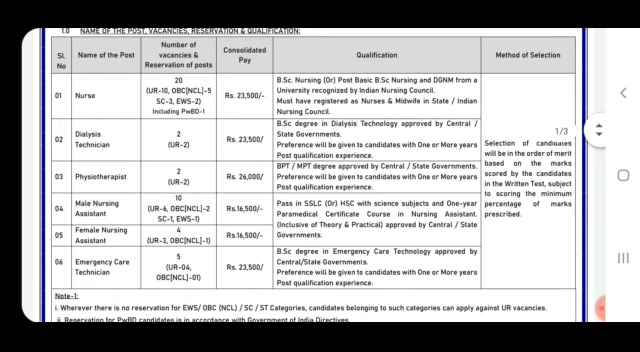 1.0 NAME OF THE POST, VACANCIES, RESERVATION & QUALIFICATION:
Sl. No
Name of the Post
Number of vacancies & Reservation of posts
Consolidated Pay
Qualification
Method of Selection
01
Nurse
20
(UR-10, OBC[NCL]-5
SC-3, EWS-2)
Including PwBD-1
Rs. 23,500/-
B.Sc. Nursing (Or) Post Basic B.Sc Nursing and DGNM from a
University recognized by Indian Nursing Council.
Must have registered as Nurses & Midwife in State / Indian
Nursing Council.
02
Dialysis
Technician
2
(UR-2)
Rs. 23,500/
B.Sc degree in Dialysis Technology approved by Central /
State Governments.
Preference will be given to candidates with One or More years
Post qualification experience.
03
Physiotherapist
2
(UR-2)
Rs. 26,000/
BPT / MPT degree approved by Central / State Governments.
Preference will be given to candidates with One or More years
Post qualification experience.
04
Male Nursing
Assistant
10
(UR-6, OBC[NCL]-2
SC-1, EWS-1)
Rs.16,500/-
Pass in SSLC (Or) HSC with science subjects and One-year
Paramedical Certificate Course in Nursing Assistant.
(Inclusive of Theory & Practical) approved by Central / State
Governments.
05
Female Nursing
Assistant
4
(UR-3, OBC[NCL]-1)
Rs.16,500/-
06
Emergency Care
Technician
5
(UR-04,
OBC[NCL]-01)
Rs. 23,500/
B.Sc degree in Emergency Care Technology approved by
Central/State Governments.
Preference will be given to candidates with One or More years
Post qualification experience.
1/3
Selection of candidates
will be in the order of merit
based on the marks
scored by the candidates
in the Written Test, subject
to scoring the minimum
percentage of marks
prescribed.
Note-1:
i. Wherever there is no reservation for EWS/ OBC (NCL) / SC / ST Categories, candidates belonging to such categories can apply against UR vacancies.
ii. Reservation for PwBD candidates is in accordance with Government of India Directives.